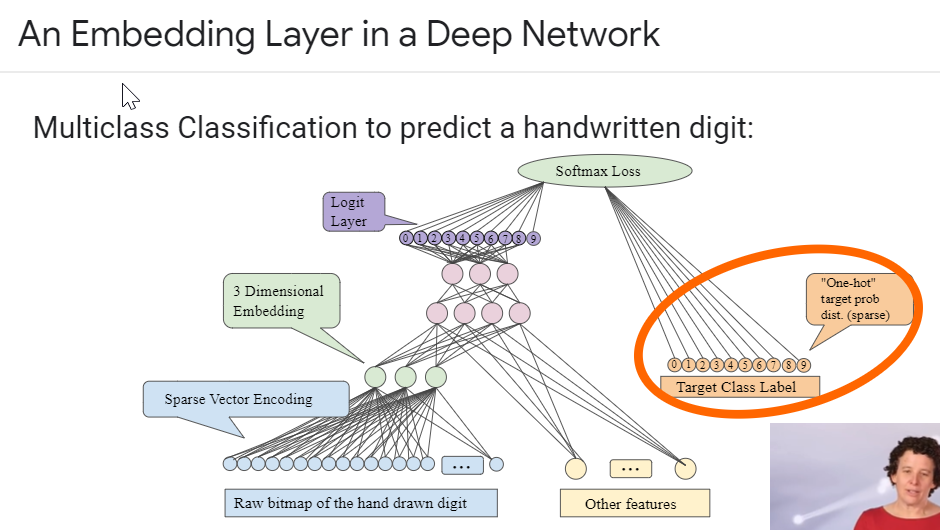 An Embedding Layer in a Deep Network
Multiclass Classification to predict a handwritten digit:
Softmax Loss
Logit
Layer
0 1 2 3 4 5 6 7 8 9
3 Dimensional
Embedding
"One-hot"
target prob
dist. (sparse)
0 1 2 3 4 5 6 7 8 9
Target Class Label
Sparse Vector Encoding
...
...
Raw bitmap of the hand drawn digit
Other features